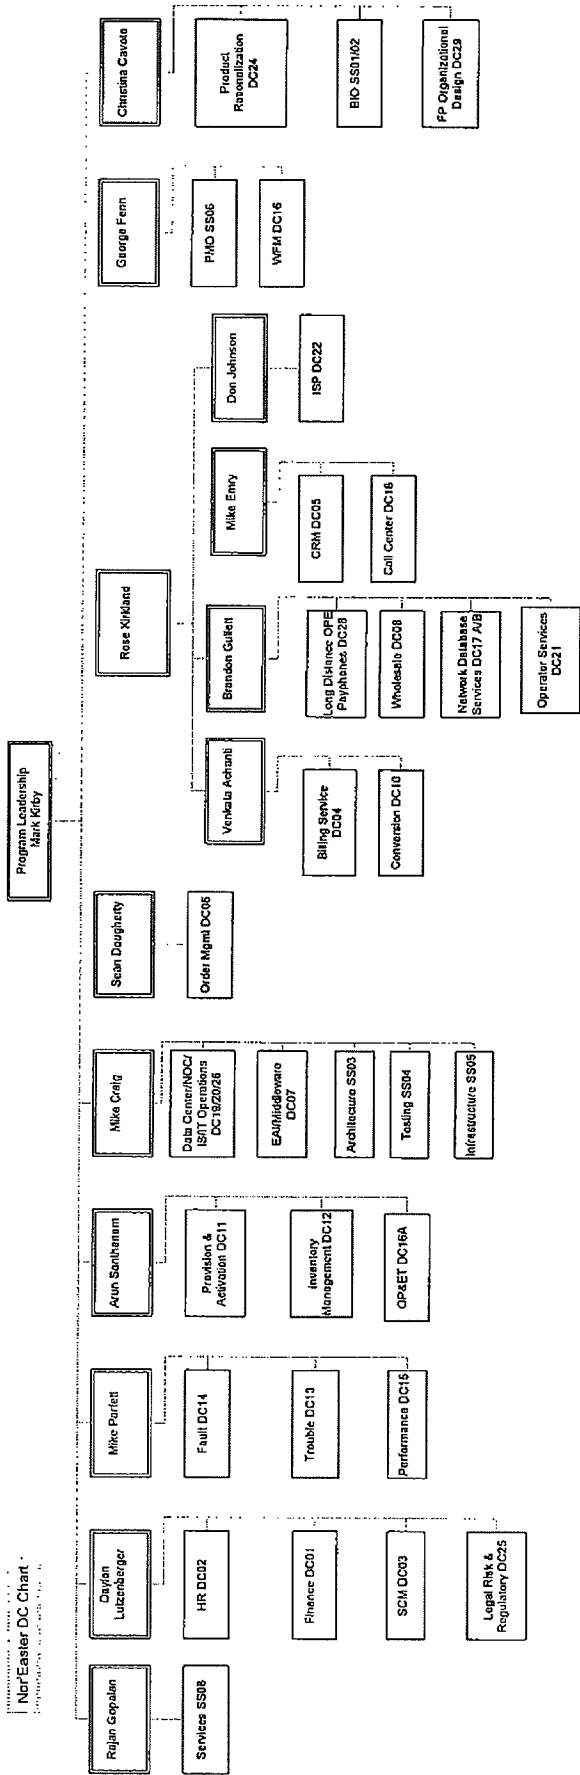 Nor'Easter DC Chart
Program Leadership
Mark Kirby
Rajan Gopalan
Services SS08
Daylon
Lutzenberger
HR DC02
Finance DC01
SCM DC03
Legal Risk &
Regulatory DC25
Mike Parfett
Fault DC14
Trouble DC13
Performance DC15
Arun Santhanam
Provision &
Activation DC11
Inventory
Management DC12
OP&ET DC16A
Mike Craig
Data Center/NOC/
IS/IT Operations
DC19/20/26
EAI/Middleware
DC07
Architecture SS03
Testing SS04
Infrastructure SS05
Sean Dougherty
Order Mgmt DC06
Rose Kirkland
Venkata Achanti
Billing Service
DC04
Conversion DC10
Brandon Gullett
Long Distance OPE
Payphones DC28
Wholesale DC08
Network Database
Services DC17 A/B
Operator Services
DC21
Mike Emry
CRM DC05
Call Center DC18
Don Johnson
ISP DC22
George Fenn
PMO SS06
WFM DC16
Christina Cavoto
Product
Rationalization
DC24
BIO SS01/02
FP Organizational
Design DC29